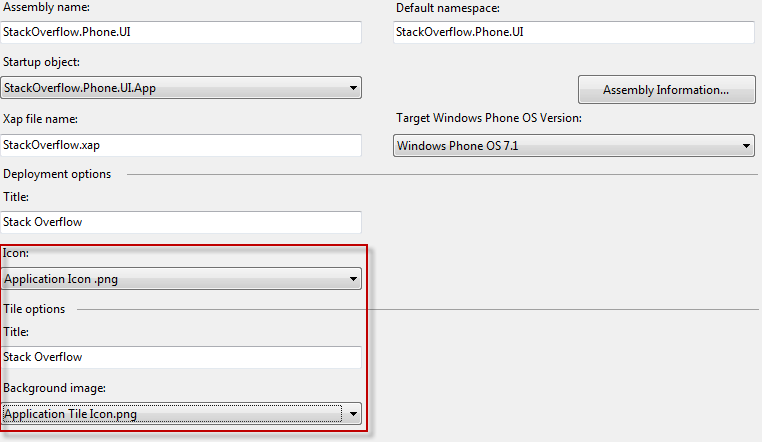 Assembly name:
Default namespace:
StackOverflow.Phone.UI
StackOverflow.Phone.UI
Startup object:
StackOverflow.Phone.UI.App
Assembly Information...
Xap file name:
Target Windows Phone OS Version:
StackOverflow.xap
Windows Phone OS 7.1
Deployment options
Title:
Stack Overflow
Icon:
Application Icon .png
Tile options
Title:
Stack Overflow
Background image:
Application Tile Icon.png